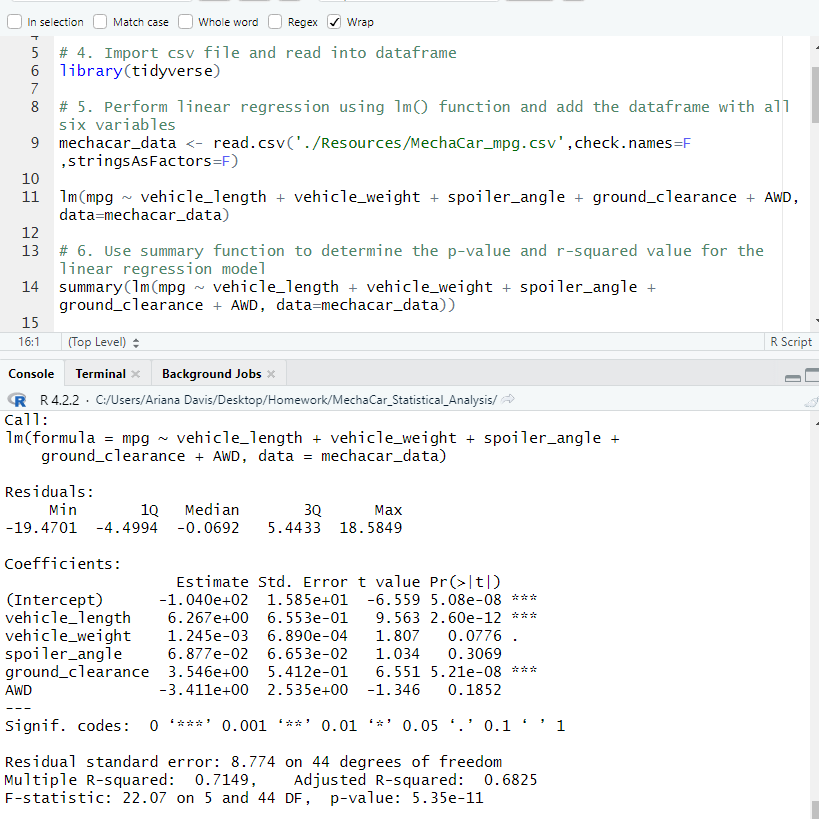 In selection Match case Whole word Regex Wrap
4
5 # 4. Import csv file and read into dataframe
6 library(tidyverse)
7
8 # 5. Perform linear regression using lm() function and add the dataframe with all
six variables
9 mechacar_data <- read.csv('./Resources/MechaCar_mpg.csv',check.names=F
,stringsAsFactors=F)
10
11 lm(mpg ~ vehicle_length + vehicle_weight + spoiler_angle + ground_clearance + AWD,
data=mechacar_data)
12
13 # 6. Use summary function to determine the p-value and r-squared value for the
linear regression model
14 summary(lm(mpg ~ vehicle_length + vehicle_weight + spoiler_angle +
ground_clearance + AWD, data=mechacar_data))
15
16:1 (Top Level) R Script
Console Terminal Background Jobs
R R 4.2.2 · C:/Users/Ariana Davis/Desktop/Homework/MechaCar_Statistical_Analysis/
Call:
lm(formula = mpg ~ vehicle_length + vehicle_weight + spoiler_angle +
    ground_clearance + AWD, data = mechacar_data)
Residuals:
     Min       1Q   Median       3Q      Max
-19.4701  -4.4994  -0.0692   5.4433  18.5849
Coefficients:
                   Estimate Std. Error t value Pr(>|t|)
(Intercept)      -1.040e+02  1.585e+01  -6.559 5.08e-08 ***
vehicle_length    6.267e+00  6.553e-01   9.563 2.60e-12 ***
vehicle_weight    1.245e-03  6.890e-04   1.807   0.0776 .
spoiler_angle     6.877e-02  6.653e-02   1.034   0.3069
ground_clearance  3.546e+00  5.412e-01   6.551 5.21e-08 ***
AWD              -3.411e+00  2.535e+00  -1.346   0.1852
---
Signif. codes:  0 ‘***’ 0.001 ‘**’ 0.01 ‘*’ 0.05 ‘.’ 0.1 ‘ ’ 1
Residual standard error: 8.774 on 44 degrees of freedom
Multiple R-squared:  0.7149,    Adjusted R-squared:  0.6825
F-statistic: 22.07 on 5 and 44 DF,  p-value: 5.35e-11